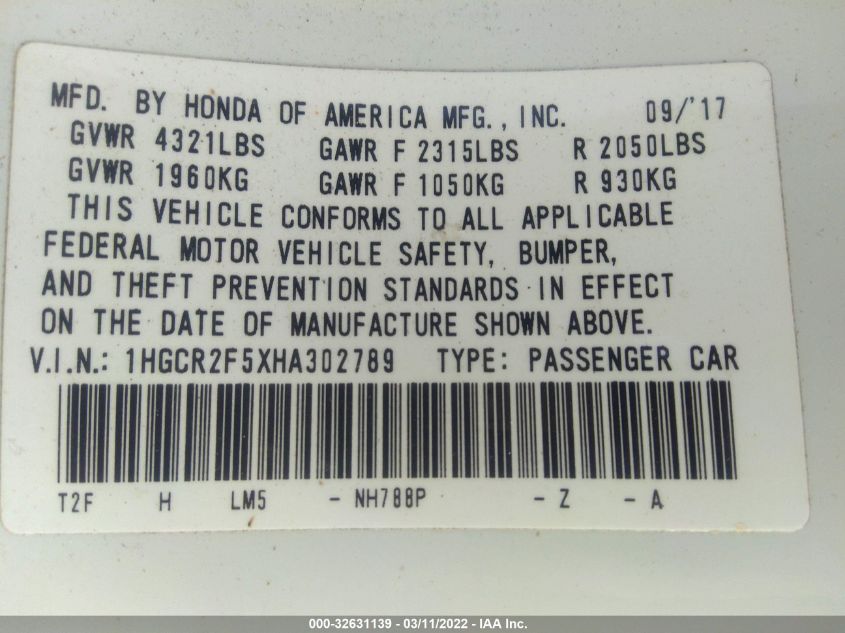 MFD. BY HONDA OF AMERICA MFG., INC. 09/'17
GVWR 4321LBS GAWR F 2315LBS R 2050LBS
GVWR 1960KG GAWR F 1050KG R 930KG
THIS VEHICLE CONFORMS TO ALL APPLICABLE
FEDERAL MOTOR VEHICLE SAFETY, BUMPER,
AND THEFT PREVENTION STANDARDS IN EFFECT
ON THE DATE OF MANUFACTURE SHOWN ABOVE.
V.I.N.: 1HGCR2F5XHA302789 TYPE: PASSENGER CAR
T2F H LM5 - NH788P - Z - A
000-32631139 - 03/11/2022 - IAA Inc.